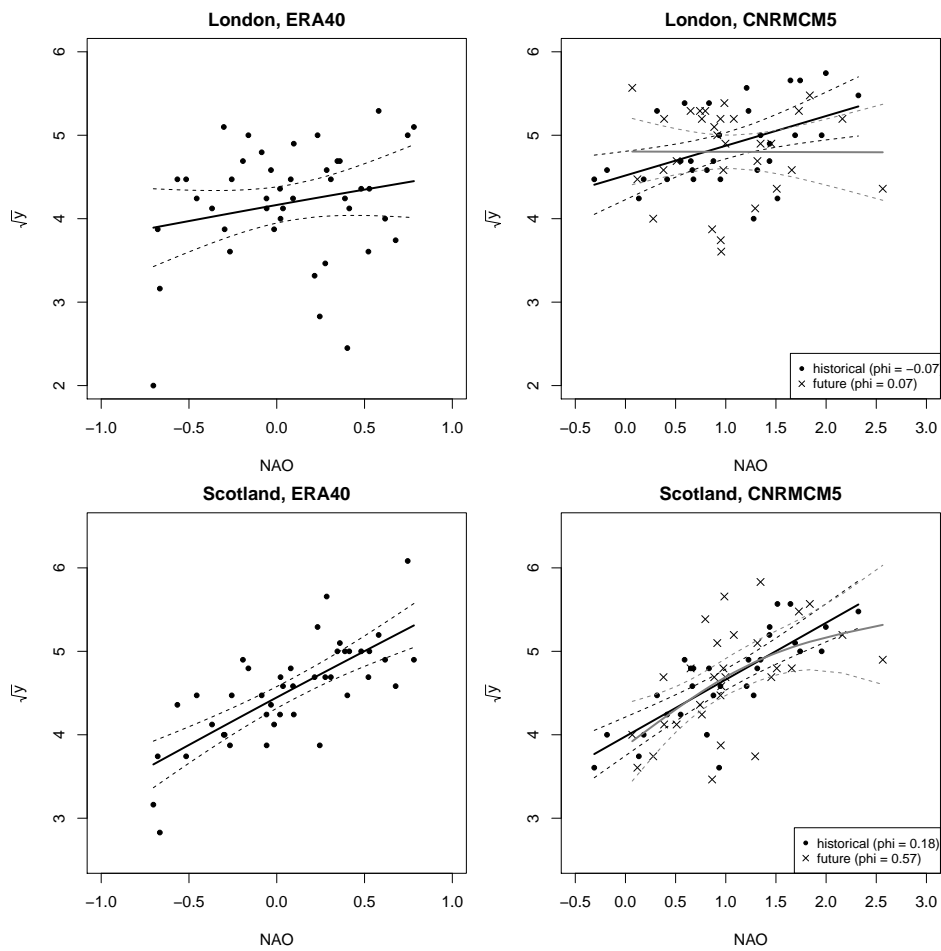 London, ERA40
6
5
4
3
2
√y
−1.0 −0.5 0.0 0.5 1.0
NAO
London, CNRMCM5
6
5
4
3
2
√y
historical (phi = −0.07)
future (phi = 0.07)
−0.5 0.0 0.5 1.0 1.5 2.0 2.5 3.0
NAO
Scotland, ERA40
6
5
4
3
√y
−1.0 −0.5 0.0 0.5 1.0
NAO
Scotland, CNRMCM5
6
5
4
3
√y
historical (phi = 0.18)
future (phi = 0.57)
−0.5 0.0 0.5 1.0 1.5 2.0 2.5 3.0
NAO